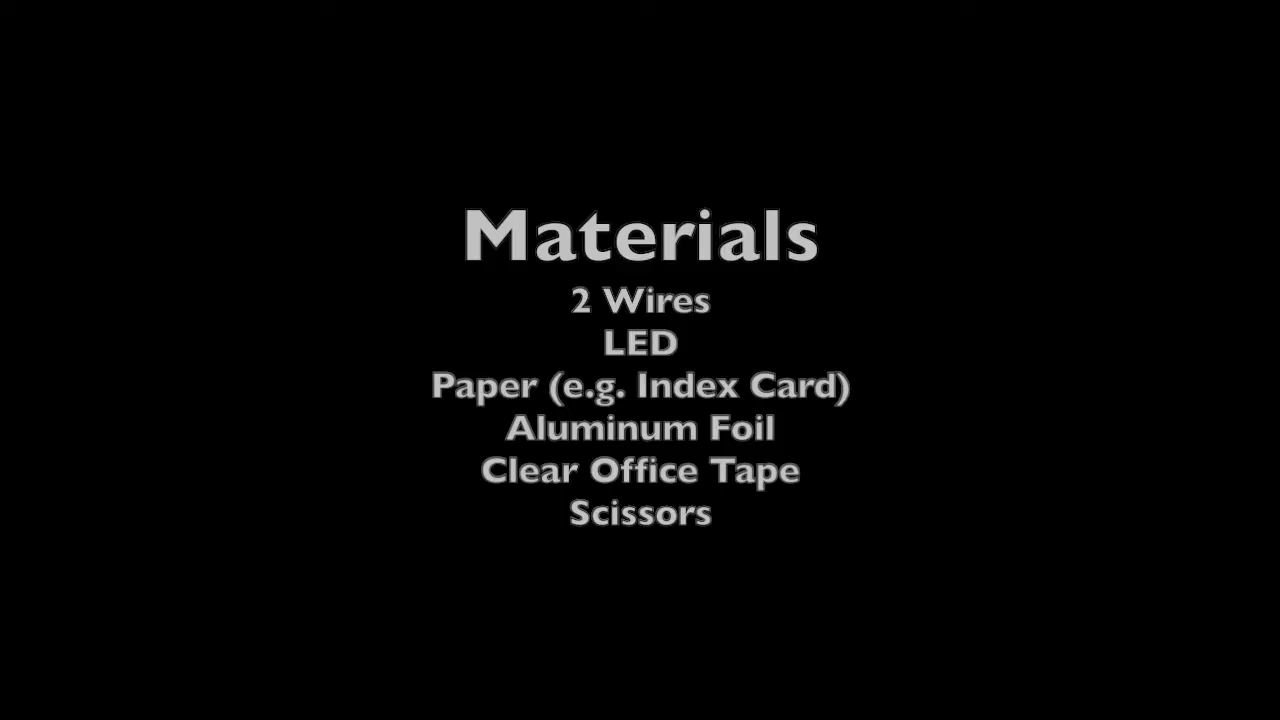 Materials
2 Wires
LED
Paper (e.g. Index Card)
Aluminum Foil
Clear Office Tape
Scissors